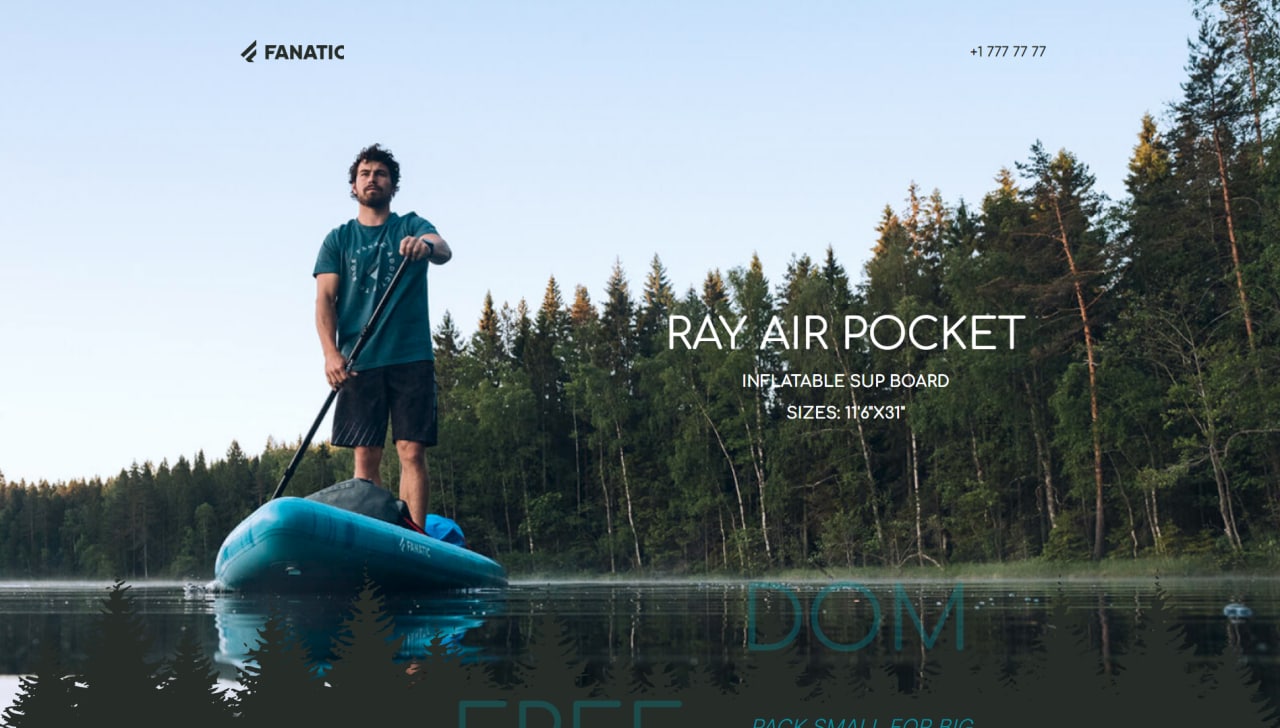 FANATIC
+1 777 77 77
RAY AIR POCKET
INFLATABLE SUP BOARD
SIZES: 11'6"X31"
FANATIC
DOM
FREE
PACK SMALL FOR BIG